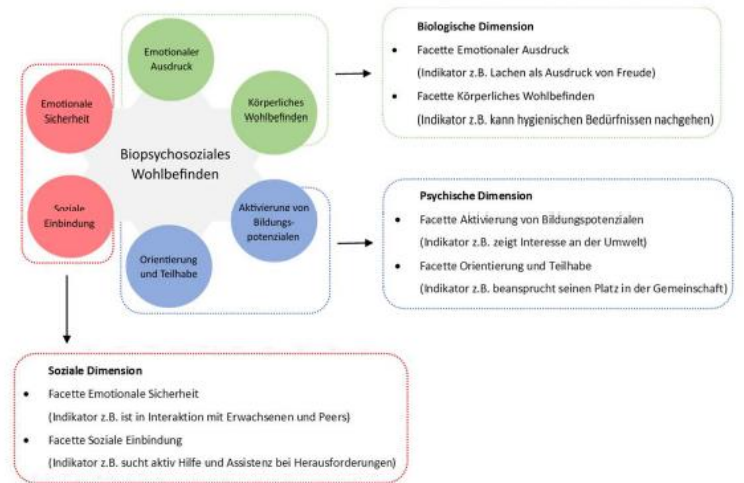 Emotionaler
Ausdruck
Emotionale
Sicherheit
Körperliches
Wohlbefinden
Biopsychosoziales
Wohlbefinden
Soziale
Einbindung
Aktivierung von
Bildungs-
potenzialen
Orientierung
und Teilhabe
Biologische Dimension
• Facette Emotionaler Ausdruck
(Indikator z.B. Lachen als Ausdruck von Freude)
• Facette Körperliches Wohlbefinden
(Indikator z.B. kann hygienischen Bedürfnissen nachgehen)
Psychische Dimension
• Facette Aktivierung von Bildungspotenzialen
(Indikator z.B. zeigt Interesse an der Umwelt)
• Facette Orientierung und Teilhabe
(Indikator z.B. beansprucht seinen Platz in der Gemeinschaft)
Soziale Dimension
• Facette Emotionale Sicherheit
(Indikator z.B. ist in Interaktion mit Erwachsenen und Peers)
• Facette Soziale Einbindung
(Indikator z.B. sucht aktiv Hilfe und Assistenz bei Herausforderungen)